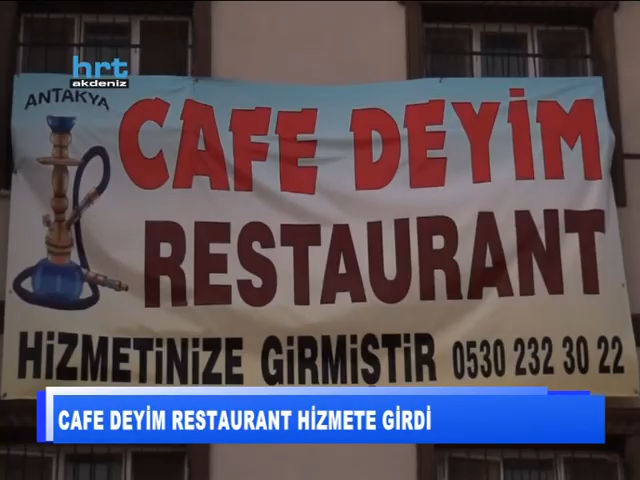 hrt
akdeniz
ANTAKYA
CAFE DEYİM
RESTAURANT
HİZMETİNİZE GİRMİŞTİR 0530 232 30 22
CAFE DEYİM RESTAURANT HİZMETE GİRDİ